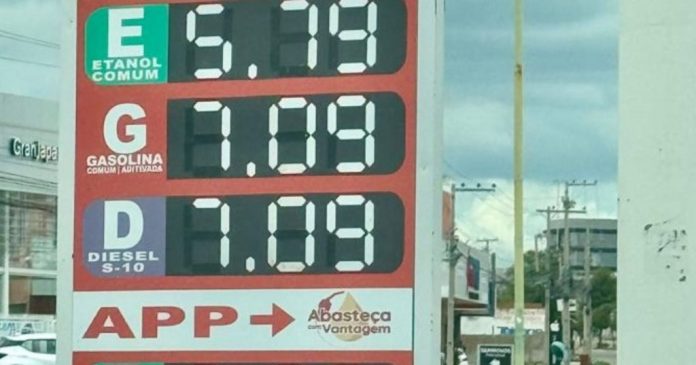 E 5.79
ETANOL
COMUM
G 7.09
GASOLINA
COMUM | ADITIVADA
D 7.09
DIESEL
S-10
APP
Abasteça
com Vantagem
GranJapa